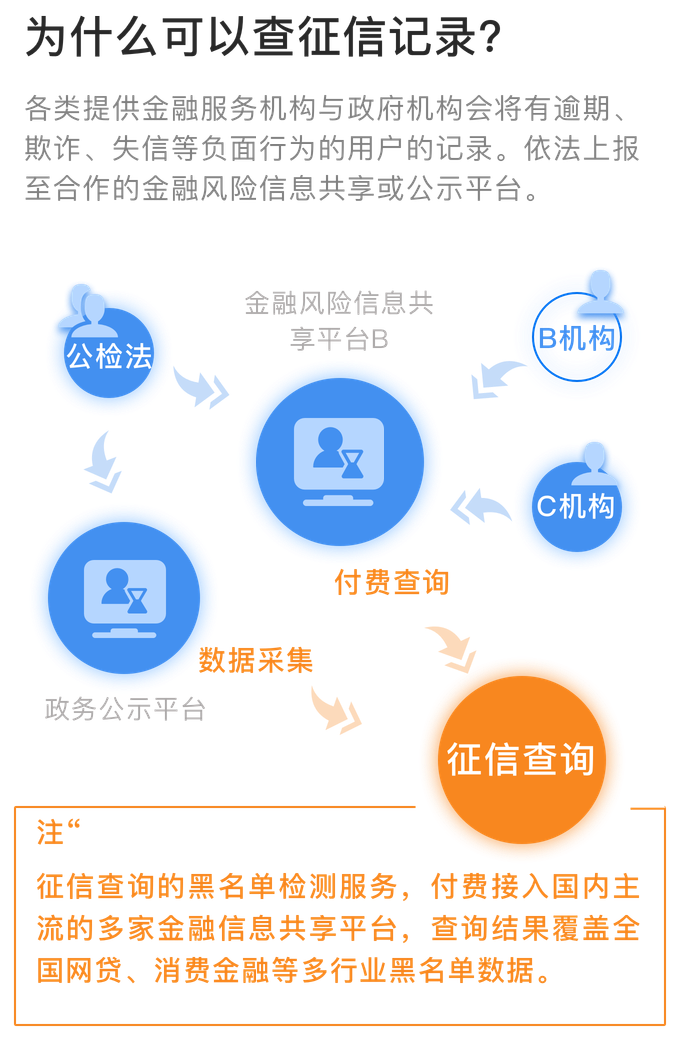 为什么可以查征信记录?
各类提供金融服务机构与政府机构会将有逾期、
欺诈、失信等负面行为的用户的记录。依法上报
至合作的金融风险信息共享或公示平台。
金融风险信息共
享平台B
公检法
B机构
C机构
付费查询
数据采集
政务公示平台
征信查询
注“
征信查询的黑名单检测服务，付费接入国内主
流的多家金融信息共享平台，查询结果覆盖全
国网贷、消费金融等多行业黑名单数据。